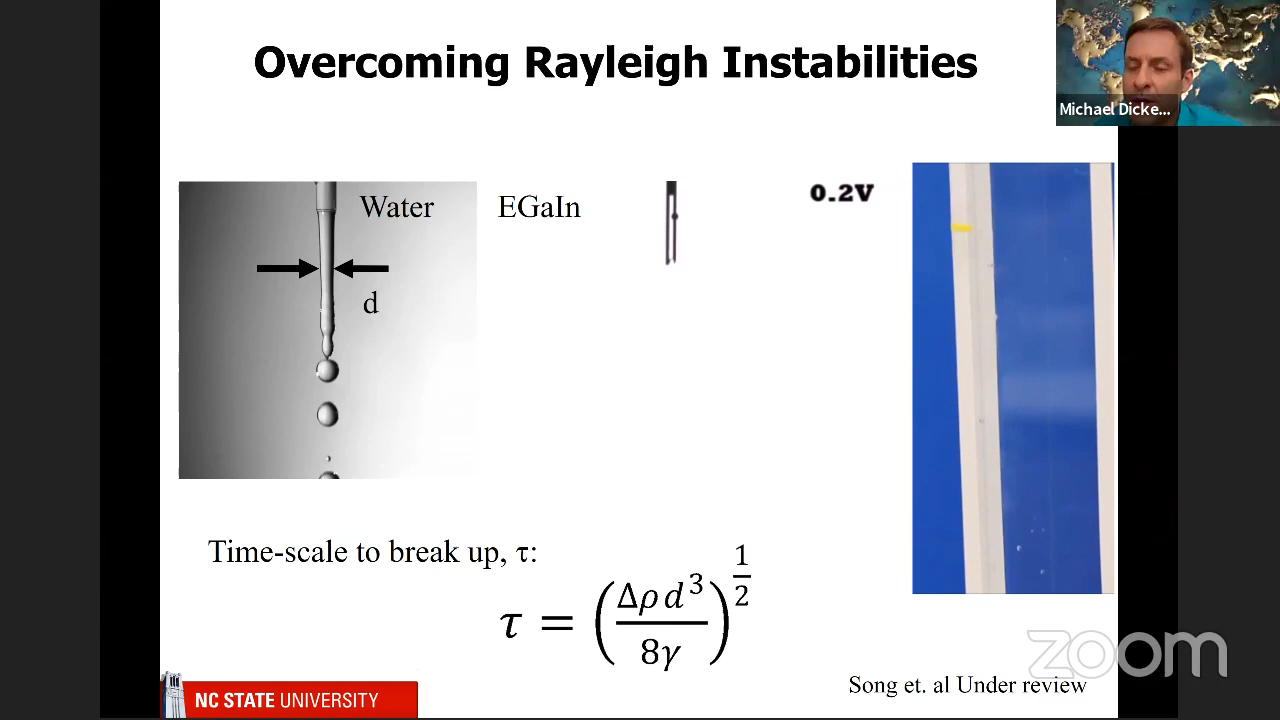 Overcoming Rayleigh Instabilities
Michael Dicke...
Water
EGaIn
0.2V
d
Time-scale to break up, τ:
τ = (Δρ d³ / 8γ)^(1/2)
zoom
Song et. al Under review
NC STATE UNIVERSITY